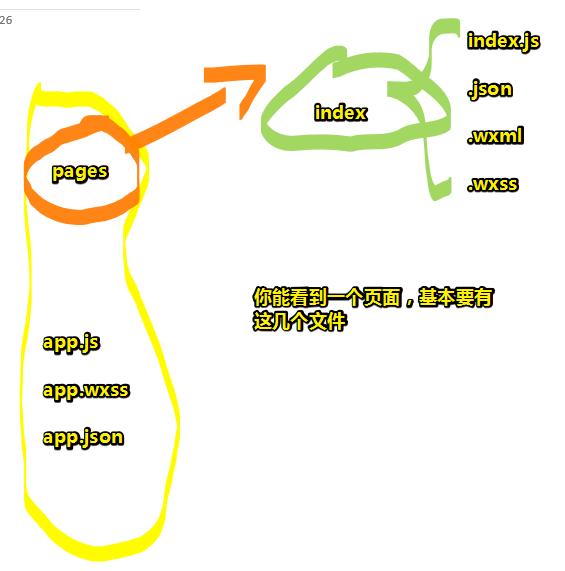 26
pages
app.js
app.wxss
app.json
index
index.js
.json
.wxml
.wxss
你能看到一个页面，基本要有
这几个文件